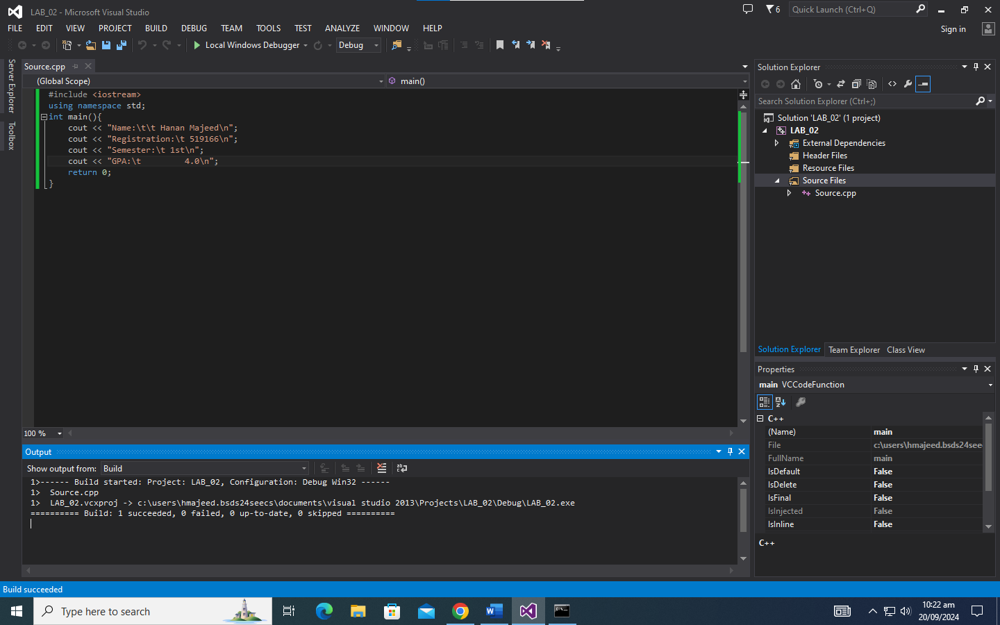 LAB_02 - Microsoft Visual Studio
6
Quick Launch (Ctrl+Q)
FILE EDIT VIEW PROJECT BUILD DEBUG TEAM TOOLS TEST ANALYZE WINDOW HELP
Sign in
Local Windows Debugger
Debug
Server Explorer
Toolbox
Source.cpp
(Global Scope)
main()
#include <iostream>
using namespace std;
int main(){
cout << "Name:\t\t Hanan Majeed\n";
cout << "Registration:\t 519166\n";
cout << "Semester:\t 1st\n";
cout << "GPA:\t         4.0\n";
return 0;
}
100 %
Output
Show output from: Build
1>------ Build started: Project: LAB_02, Configuration: Debug Win32 ------
1>  Source.cpp
1>  LAB_02.vcxproj -> c:\users\hmajeed.bsds24seecs\documents\visual studio 2013\Projects\LAB_02\Debug\LAB_02.exe
========== Build: 1 succeeded, 0 failed, 0 up-to-date, 0 skipped ==========
Solution Explorer
Search Solution Explorer (Ctrl+;)
Solution 'LAB_02' (1 project)
LAB_02
External Dependencies
Header Files
Resource Files
Source Files
Source.cpp
Solution Explorer Team Explorer Class View
Properties
main VCCodeFunction
C++
(Name) main
File c:\users\hmajeed.bsds24see
FullName main
IsDefault False
IsDelete False
IsFinal False
IsInjected False
IsInline False
C++
Build succeeded
Type here to search
10:22 am
20/09/2024